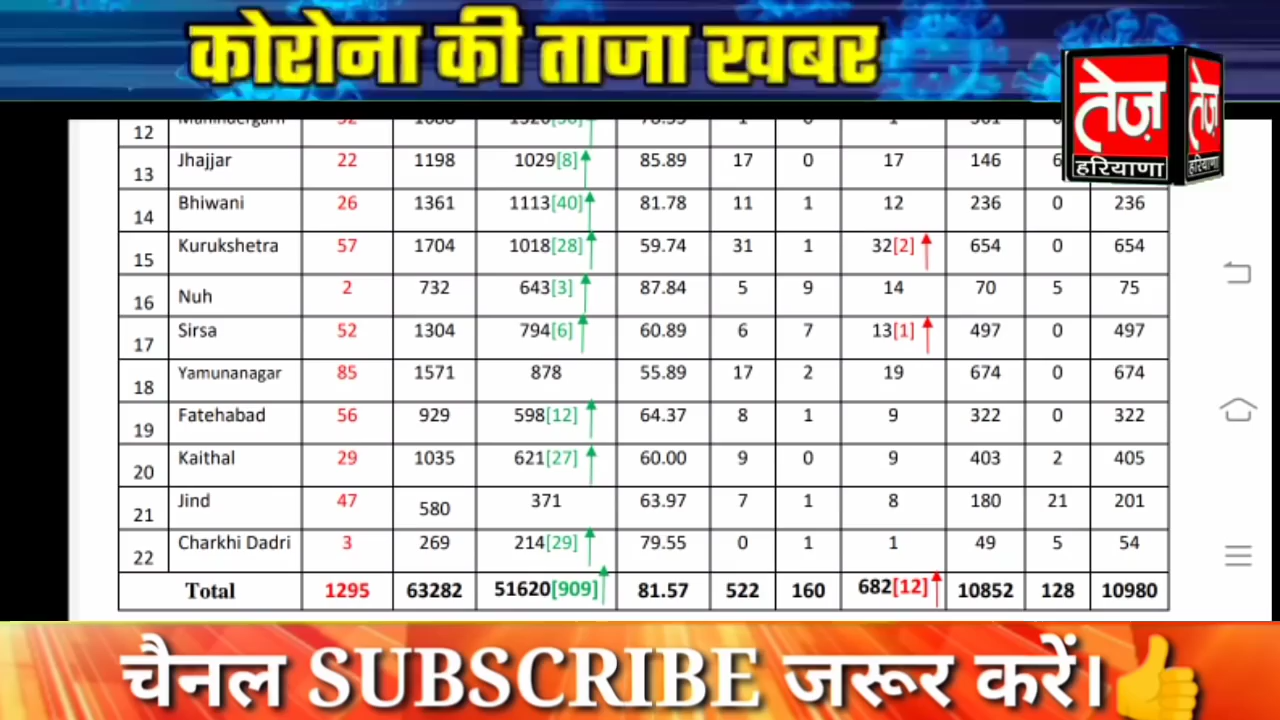 कोरोना की ताजा खबर
तेज़ तेज़
हरियाणा हरियाणा
12
13 Jhajjar 22 1198 1029[8] 85.89 17 0 17 146
14 Bhiwani 26 1361 1113[40] 81.78 11 1 12 236 0 236
15 Kurukshetra 57 1704 1018[28] 59.74 31 1 32[2] 654 0 654
16 Nuh 2 732 643[3] 87.84 5 9 14 70 5 75
17 Sirsa 52 1304 794[6] 60.89 6 7 13[1] 497 0 497
18 Yamunanagar 85 1571 878 55.89 17 2 19 674 0 674
19 Fatehabad 56 929 598[12] 64.37 8 1 9 322 0 322
20 Kaithal 29 1035 621[27] 60.00 9 0 9 403 2 405
21 Jind 47 580 371 63.97 7 1 8 180 21 201
22 Charkhi Dadri 3 269 214[29] 79.55 0 1 1 49 5 54
Total 1295 63282 51620[909] 81.57 522 160 682[12] 10852 128 10980
चैनल SUBSCRIBE जरूर करें।